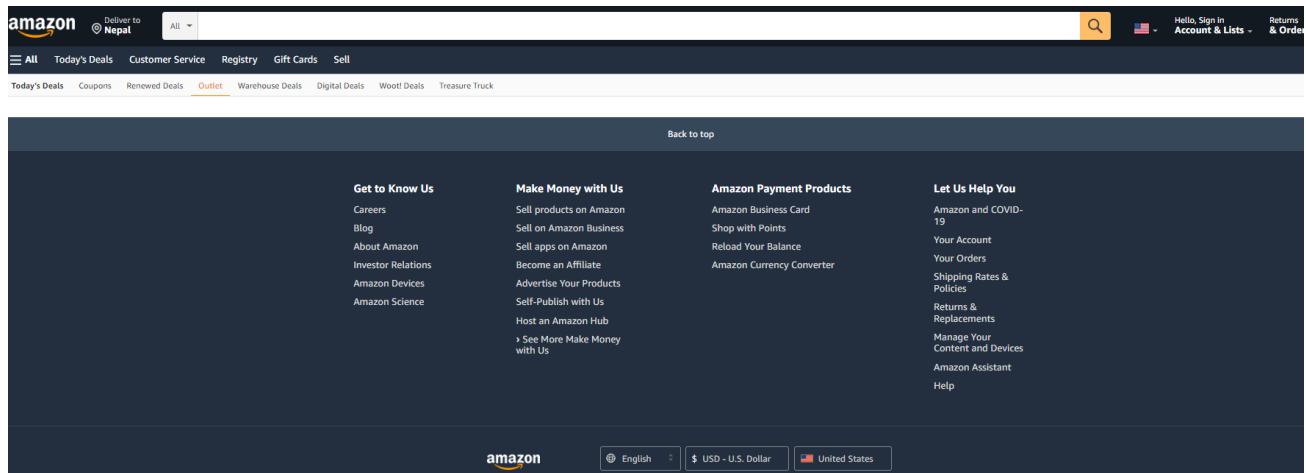 amazon
Deliver to
Nepal
All
Hello, Sign in
Account & Lists
Returns
& Order
All Today's Deals Customer Service Registry Gift Cards Sell
Today's Deals Coupons Renewed Deals Outlet Warehouse Deals Digital Deals Woot! Deals Treasure Truck
Back to top
Get to Know Us
Careers
Blog
About Amazon
Investor Relations
Amazon Devices
Amazon Science
Make Money with Us
Sell products on Amazon
Sell on Amazon Business
Sell apps on Amazon
Become an Affiliate
Advertise Your Products
Self-Publish with Us
Host an Amazon Hub
› See More Make Money
with Us
Amazon Payment Products
Amazon Business Card
Shop with Points
Reload Your Balance
Amazon Currency Converter
Let Us Help You
Amazon and COVID-
19
Your Account
Your Orders
Shipping Rates &
Policies
Returns &
Replacements
Manage Your
Content and Devices
Amazon Assistant
Help
amazon
English
$ USD - U.S. Dollar
United States